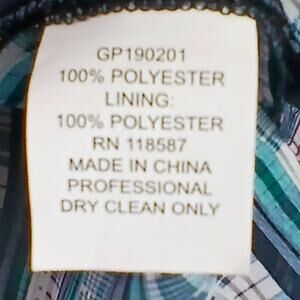 GP190201
100% POLYESTER
LINING:
100% POLYESTER
RN 118587
MADE IN CHINA
PROFESSIONAL
DRY CLEAN ONLY